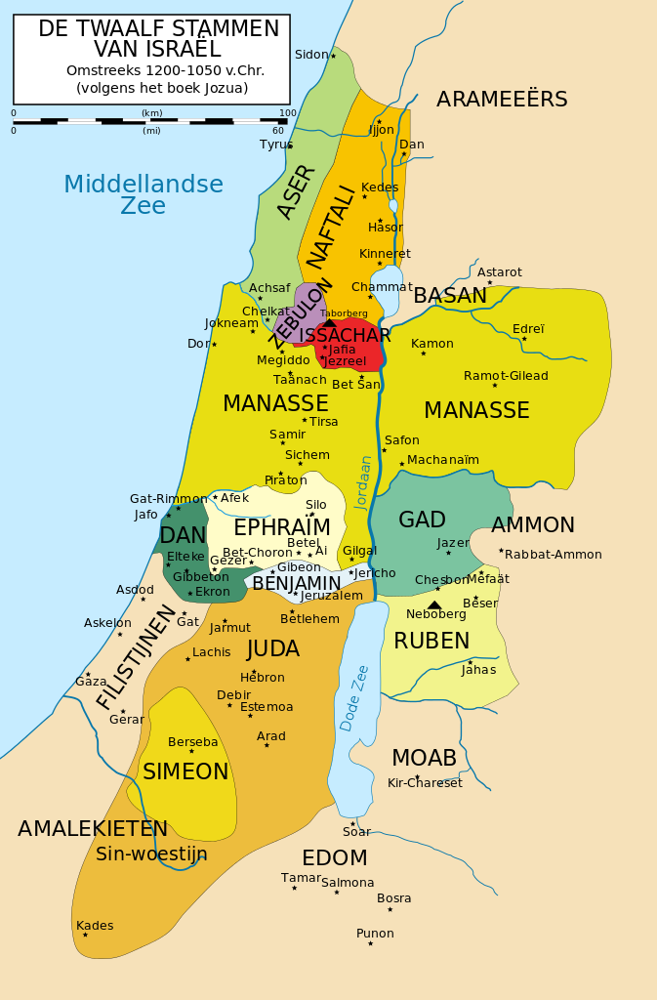 DE TWAALF STAMMEN
VAN ISRAËL
Omstreeks 1200-1050 v.Chr.
(volgens het boek Jozua)
0 (km) 100
0 (mi) 60
Sidon
ARAMEEËRS
Ijjon
Tyrus
Dan
Middellandse
Zee
ASER
NAFTALI
Kedes
Hasor
Kinneret
Astarot
Achsaf
Chammat
BASAN
ZEBULON
Chelkat
Taborberg
Jokneam
ISSACHAR
Edreï
Dor
Jafia
Kamon
Megiddo
Jezreel
Taänach
Bet San
Ramot-Gilead
MANASSE
MANASSE
Tirsa
Samir
Safon
Sichem
Machanaïm
Piraton
Jordaan
Gat-Rimmon
Afek
Silo
Jafo
EPHRAÏM
GAD
AMMON
DAN
Betel
Jazer
Elteke
Bet-Choron
Ai
Gilgal
Rabbat-Ammon
Gezer
Gibeon
Gibbeton
BENJAMIN
Jericho
Chesbon
Mefaät
Asdod
Ekron
Jeruzalem
Beser
Askelon
Gat
Jarmut
Betlehem
Neboberg
FILISTIJNEN
JUDA
RUBEN
Lachis
Gaza
Hebron
Jahas
Debir
Estemoa
Dode Zee
Gerar
Arad
Berseba
MOAB
SIMEON
Kir-Chareset
AMALEKIETEN
Soar
Sin-woestijn
EDOM
Tamar
Salmona
Bosra
Kades
Punon